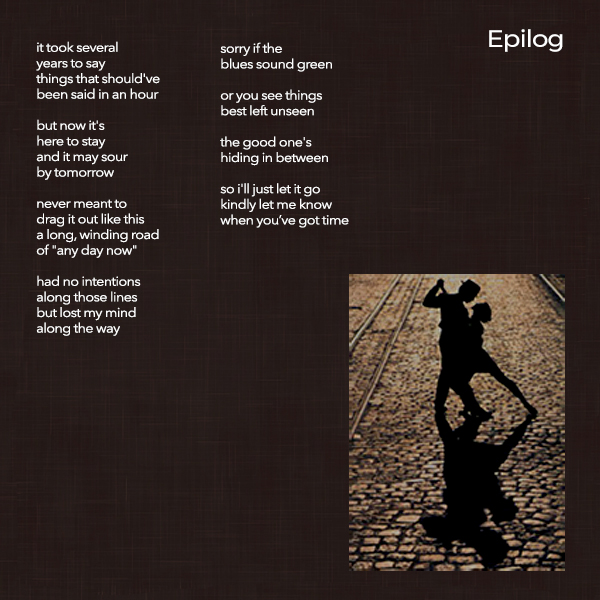 Epilog
it took several
years to say
things that should've
been said in an hour
but now it's
here to stay
and it may sour
by tomorrow
never meant to
drag it out like this
a long, winding road
of "any day now"
had no intentions
along those lines
but lost my mind
along the way
sorry if the
blues sound green
or you see things
best left unseen
the good one's
hiding in between
so i'll just let it go
kindly let me know
when you’ve got time